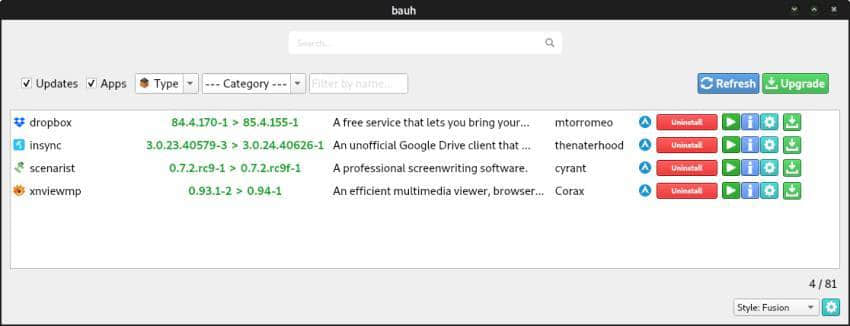 bauh
Search...
Updates Apps Type --- Category --- Filter by name... Refresh Upgrade
dropbox 84.4.170-1 > 85.4.155-1 A free service that lets you bring your... mtorromeo Uninstall
insync 3.0.23.40579-3 > 3.0.24.40626-1 An unofficial Google Drive client that ... thenaterhood Uninstall
scenarist 0.7.2.rc9-1 > 0.7.2.rc9f-1 A professional screenwriting software. cyrant Uninstall
xnviewmp 0.93.1-2 > 0.94-1 An efficient multimedia viewer, browser... Corax Uninstall
4 / 81
Style: Fusion